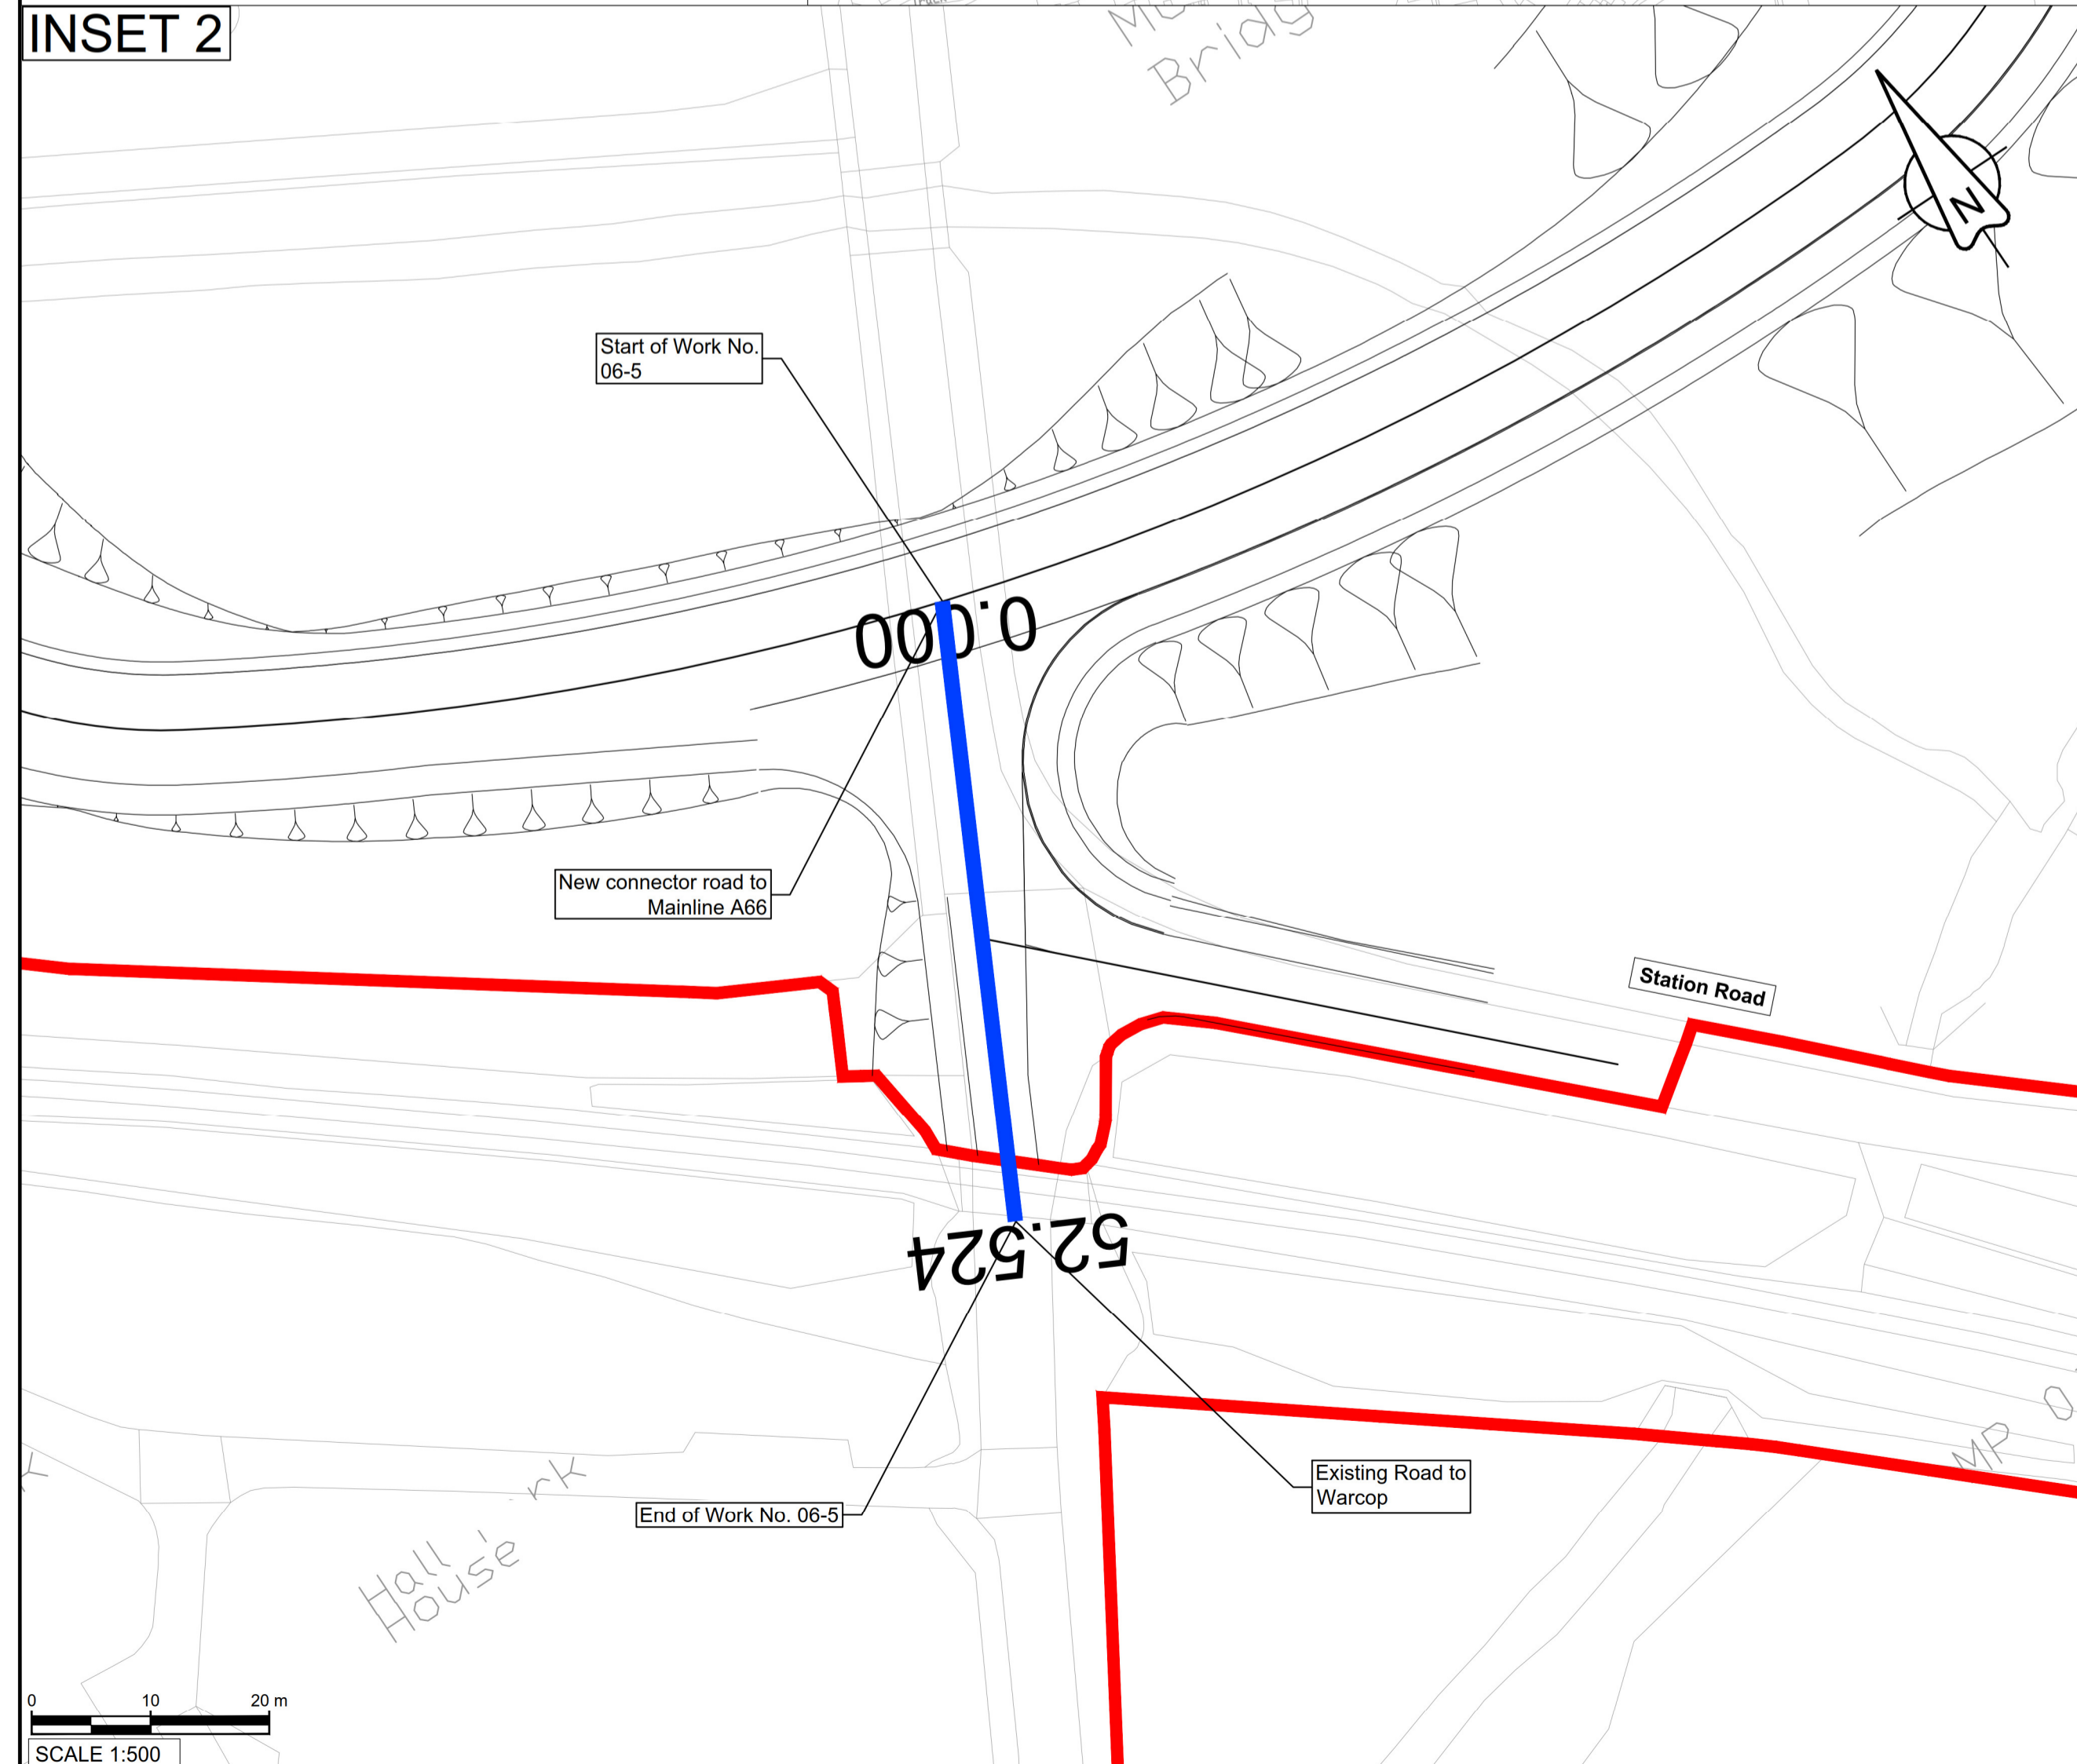 INSET 2
Bridg
N
Start of Work No.
06-5
0.000
New connector road to
Mainline A66
Station Road
52.524
Existing Road to
Warcop
End of Work No. 06-5
MP
Hall
House
0 10 20 m
SCALE 1:500